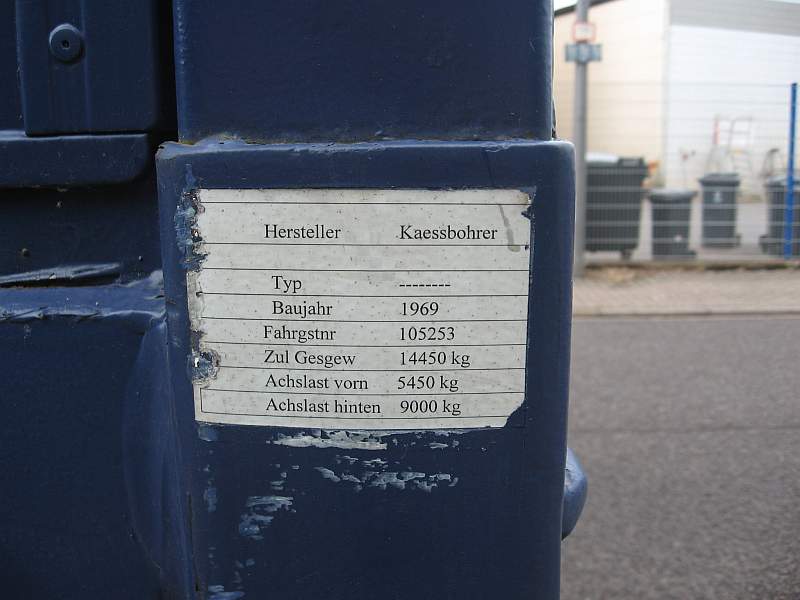 Hersteller Kaessbohrer
Typ --------
Baujahr 1969
Fahrgstnr 105253
Zul Gesgew 14450 kg
Achslast vorn 5450 kg
Achslast hinten 9000 kg